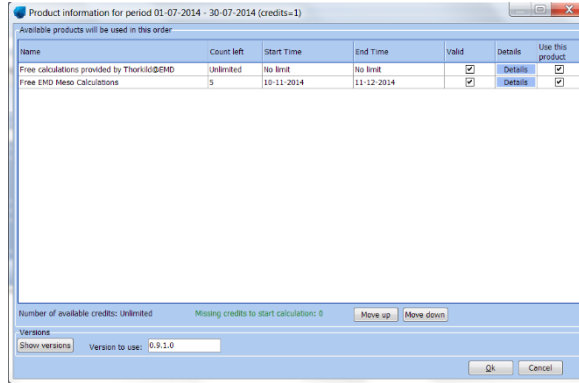 Product information for period 01-07-2014 - 30-07-2014 (credits=1)
Available products will be used in this order
Name Count left Start Time End Time Valid Details Use this product
Free calculations provided by Thorkild@EMD Unlimited No limit No limit Details
Free EMD Meso Calculations 5 10-11-2014 11-12-2014 Details
Number of available credits: Unlimited Missing credits to start calculation: 0 Move up Move down
Versions
Show versions Version to use: 0.9.1.0
Ok Cancel